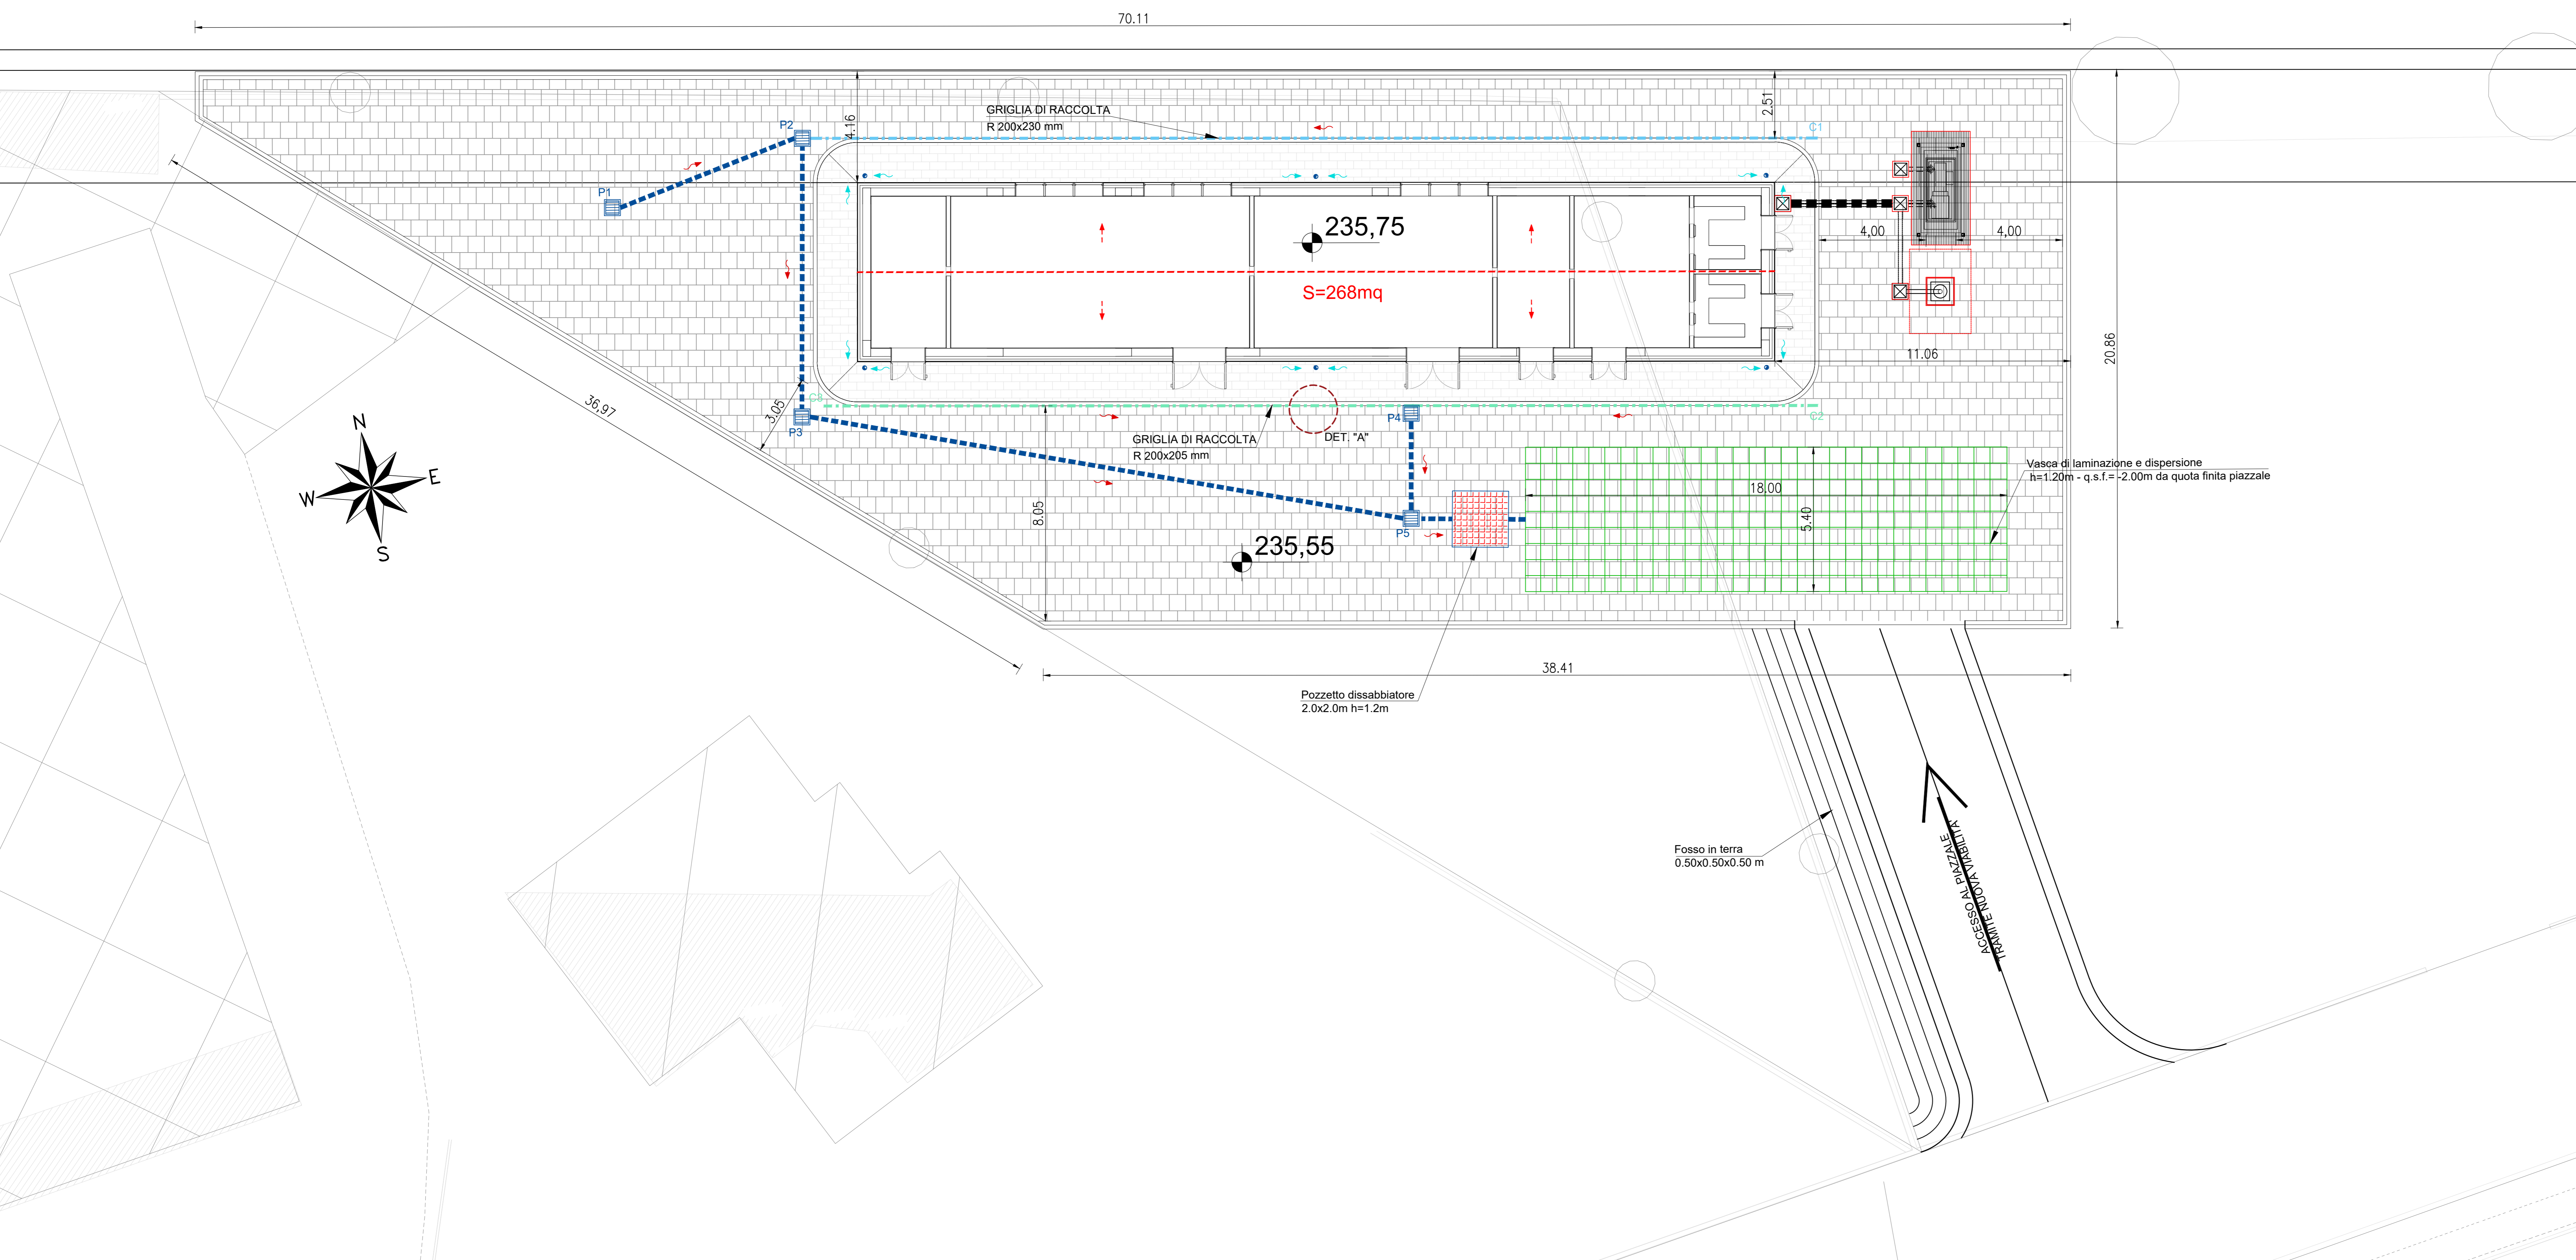 70.11
GRIGLIA DI RACCOLTA
R 200x230 mm
4.16
2.51
C1
P2
P1
235,75
S=268mq
4,00
4,00
11.06
20.86
36,97
3.05
C3
P3
P4
C2
DET. "A"
GRIGLIA DI RACCOLTA
R 200x205 mm
N
E
W
S
Vasca di laminazione e dispersione
h=1.20m - q.s.f.= -2.00m da quota finita piazzale
18.00
5.40
8.05
P5
235,55
38.41
Pozzetto dissabbiatore
2.0x2.0m h=1.2m
Fosso in terra
0.50x0.50x0.50 m
ACCESSO AL PIAZZALE
TRAMITE NUOVA VIABILITA'